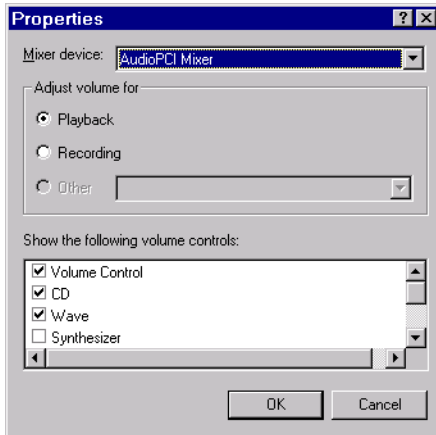 Properties
Mixer device: AudioPCI Mixer
Adjust volume for
Playback
Recording
Other
Show the following volume controls:
Volume Control
CD
Wave
Synthesizer
OK Cancel